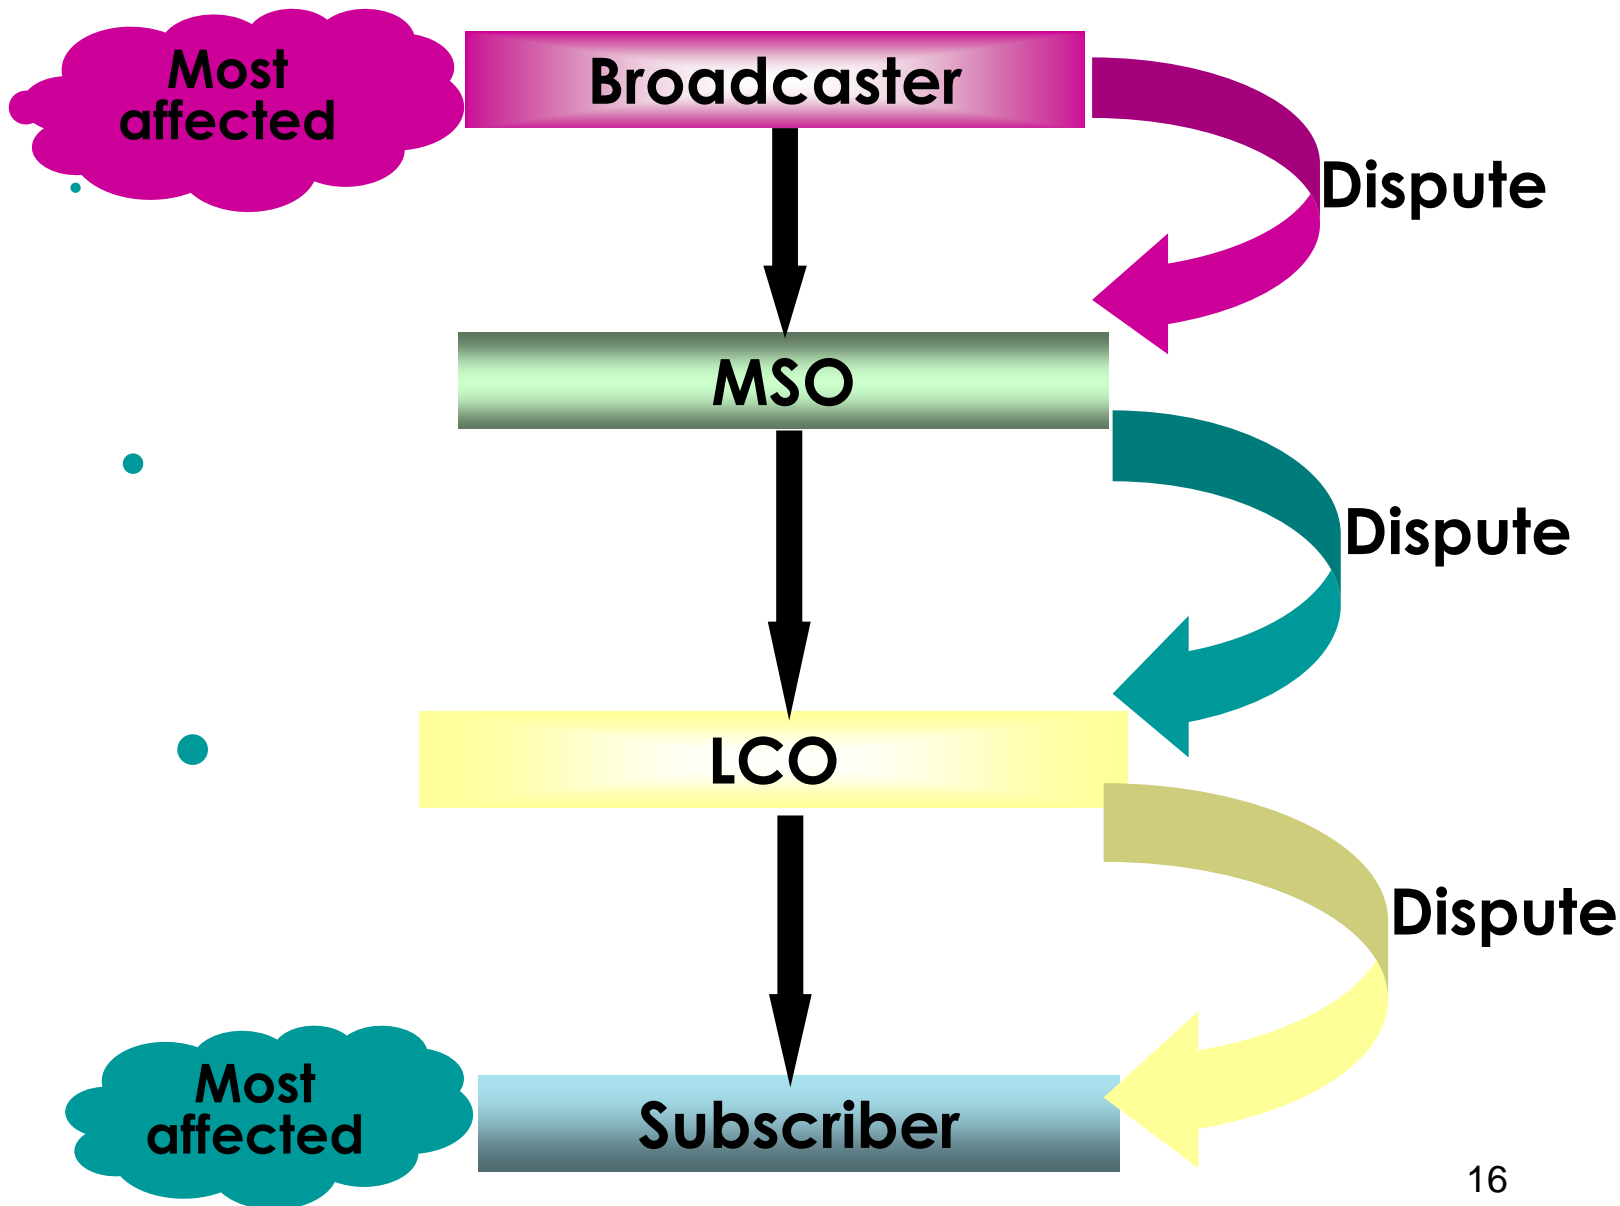 Most
affected
Broadcaster
Dispute
MSO
Dispute
LCO
Dispute
Most
affected
Subscriber
16